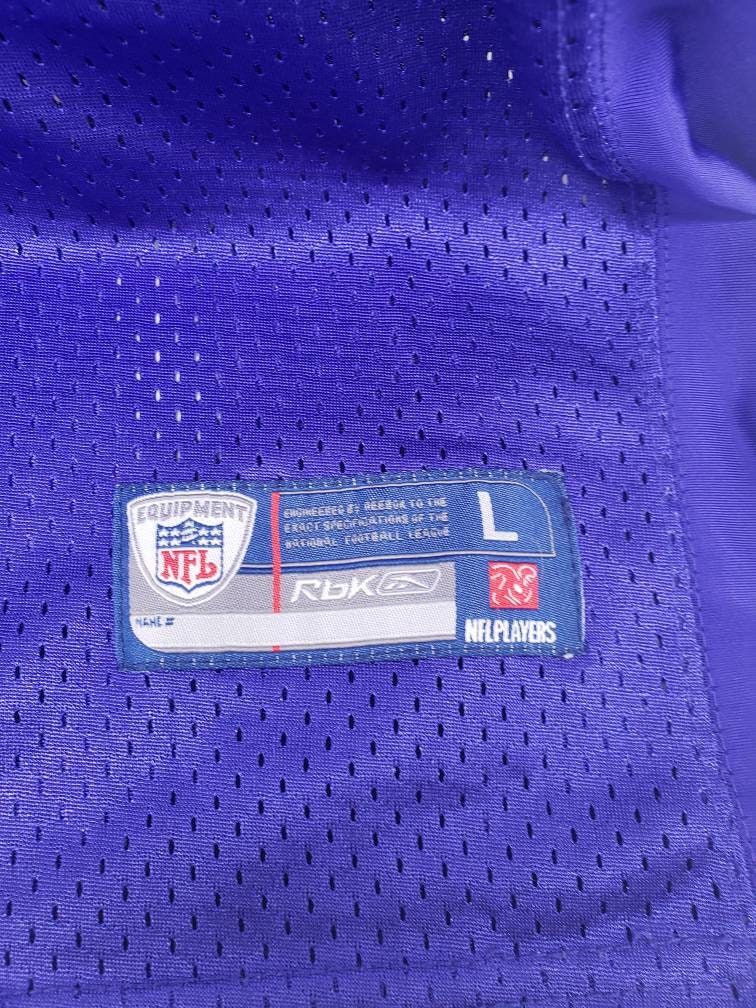 EQUIPMENT
NFL
ENGINEERED BY REEBOK TO THE
EXACT SPECIFICATIONS OF THE
NATIONAL FOOTBALL LEAGUE
L
RbK
NAME #
NFLPLAYERS